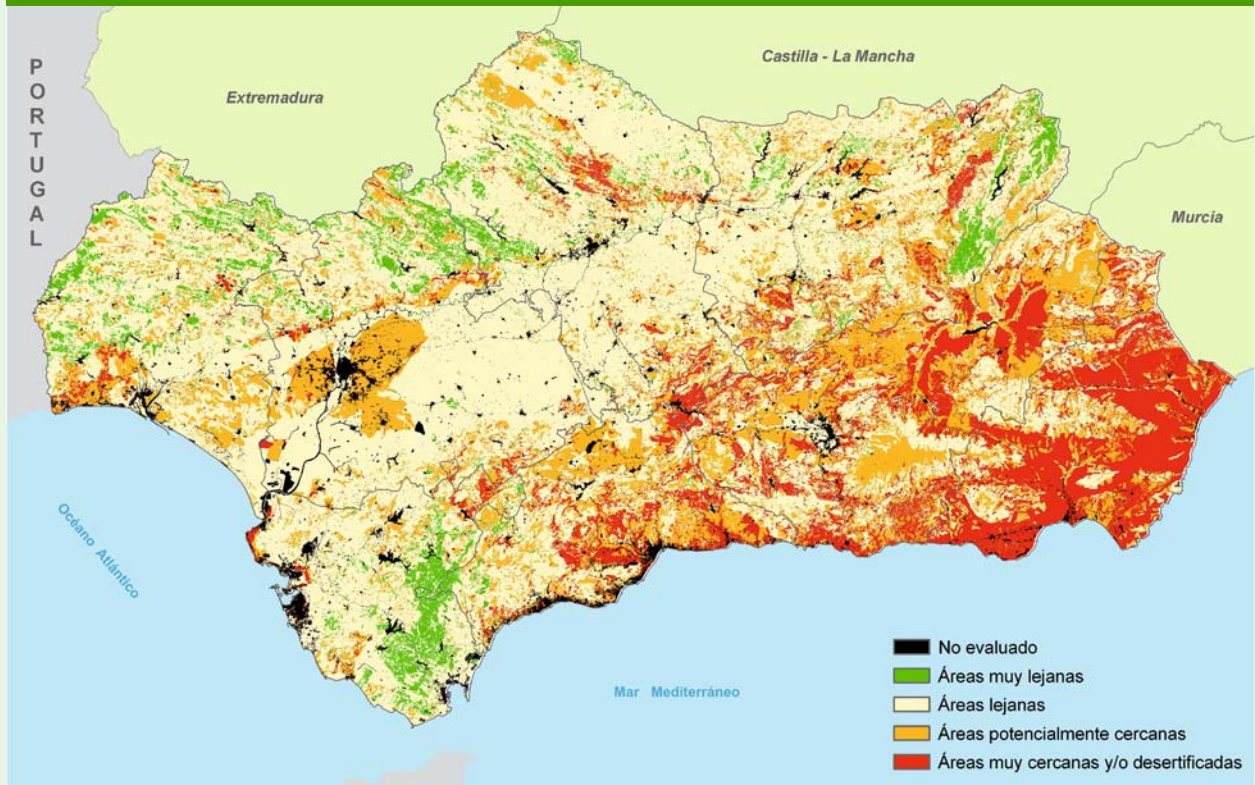 PORTUGAL
Extremadura
Castilla - La Mancha
Murcia
Océano Atlántico
Mar Mediterráneo
No evaluado
Áreas muy lejanas
Áreas lejanas
Áreas potencialmente cercanas
Áreas muy cercanas y/o desertificadas